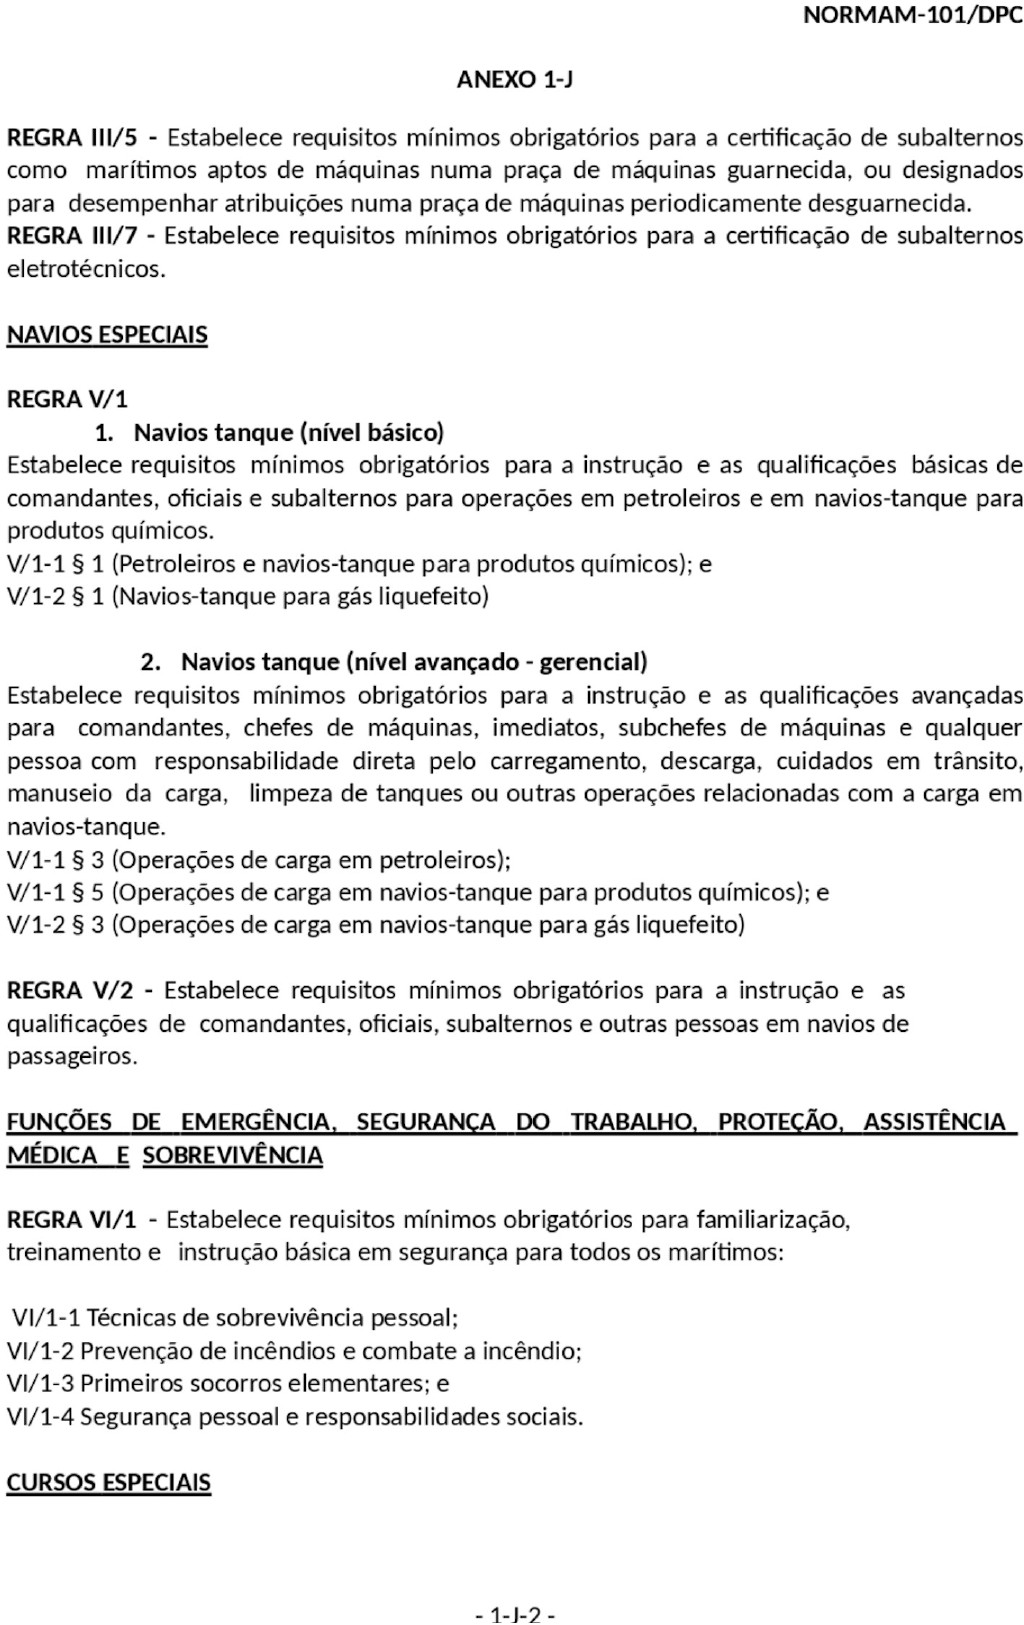 NORMAM-101/DPC
ANEXO 1-J
REGRA III/5 - Estabelece requisitos mínimos obrigatórios para a certificação de subalternos
como marítimos aptos de máquinas numa praça de máquinas guarnecida, ou designados
para desempenhar atribuições numa praça de máquinas periodicamente desguarnecida.
REGRA III/7 - Estabelece requisitos mínimos obrigatórios para a certificação de subalternos
eletrotécnicos.
NAVIOS ESPECIAIS
REGRA V/1
1. Navios tanque (nível básico)
Estabelece requisitos mínimos obrigatórios para a instrução e as qualificações básicas de
comandantes, oficiais e subalternos para operações em petroleiros e em navios-tanque para
produtos químicos.
V/1-1 § 1 (Petroleiros e navios-tanque para produtos químicos); e
V/1-2 § 1 (Navios-tanque para gás liquefeito)
2. Navios tanque (nível avançado - gerencial)
Estabelece requisitos mínimos obrigatórios para a instrução e as qualificações avançadas
para comandantes, chefes de máquinas, imediatos, subchefes de máquinas e qualquer
pessoa com responsabilidade direta pelo carregamento, descarga, cuidados em trânsito,
manuseio da carga, limpeza de tanques ou outras operações relacionadas com a carga em
navios-tanque.
V/1-1 § 3 (Operações de carga em petroleiros);
V/1-1 § 5 (Operações de carga em navios-tanque para produtos químicos); e
V/1-2 § 3 (Operações de carga em navios-tanque para gás liquefeito)
REGRA V/2 - Estabelece requisitos mínimos obrigatórios para a instrução e as
qualificações de comandantes, oficiais, subalternos e outras pessoas em navios de
passageiros.
FUNÇÕES DE EMERGÊNCIA, SEGURANÇA DO TRABALHO, PROTEÇÃO, ASSISTÊNCIA
MÉDICA E SOBREVIVÊNCIA
REGRA VI/1 - Estabelece requisitos mínimos obrigatórios para familiarização,
treinamento e instrução básica em segurança para todos os marítimos:
VI/1-1 Técnicas de sobrevivência pessoal;
VI/1-2 Prevenção de incêndios e combate a incêndio;
VI/1-3 Primeiros socorros elementares; e
VI/1-4 Segurança pessoal e responsabilidades sociais.
CURSOS ESPECIAIS
- 1-J-2 -